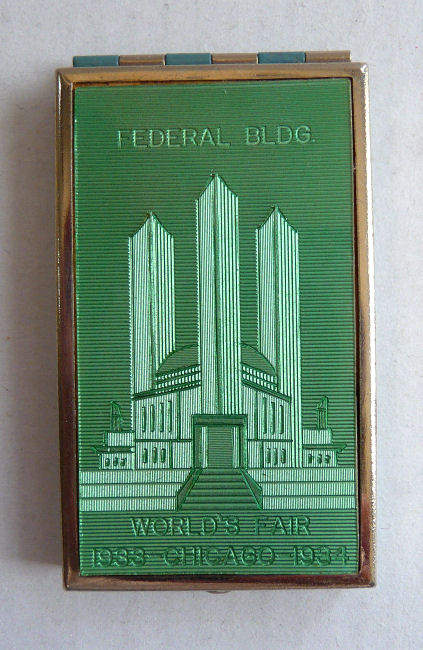 FEDERAL BLDG.
WORLD'S FAIR
1933 CHICAGO 1934